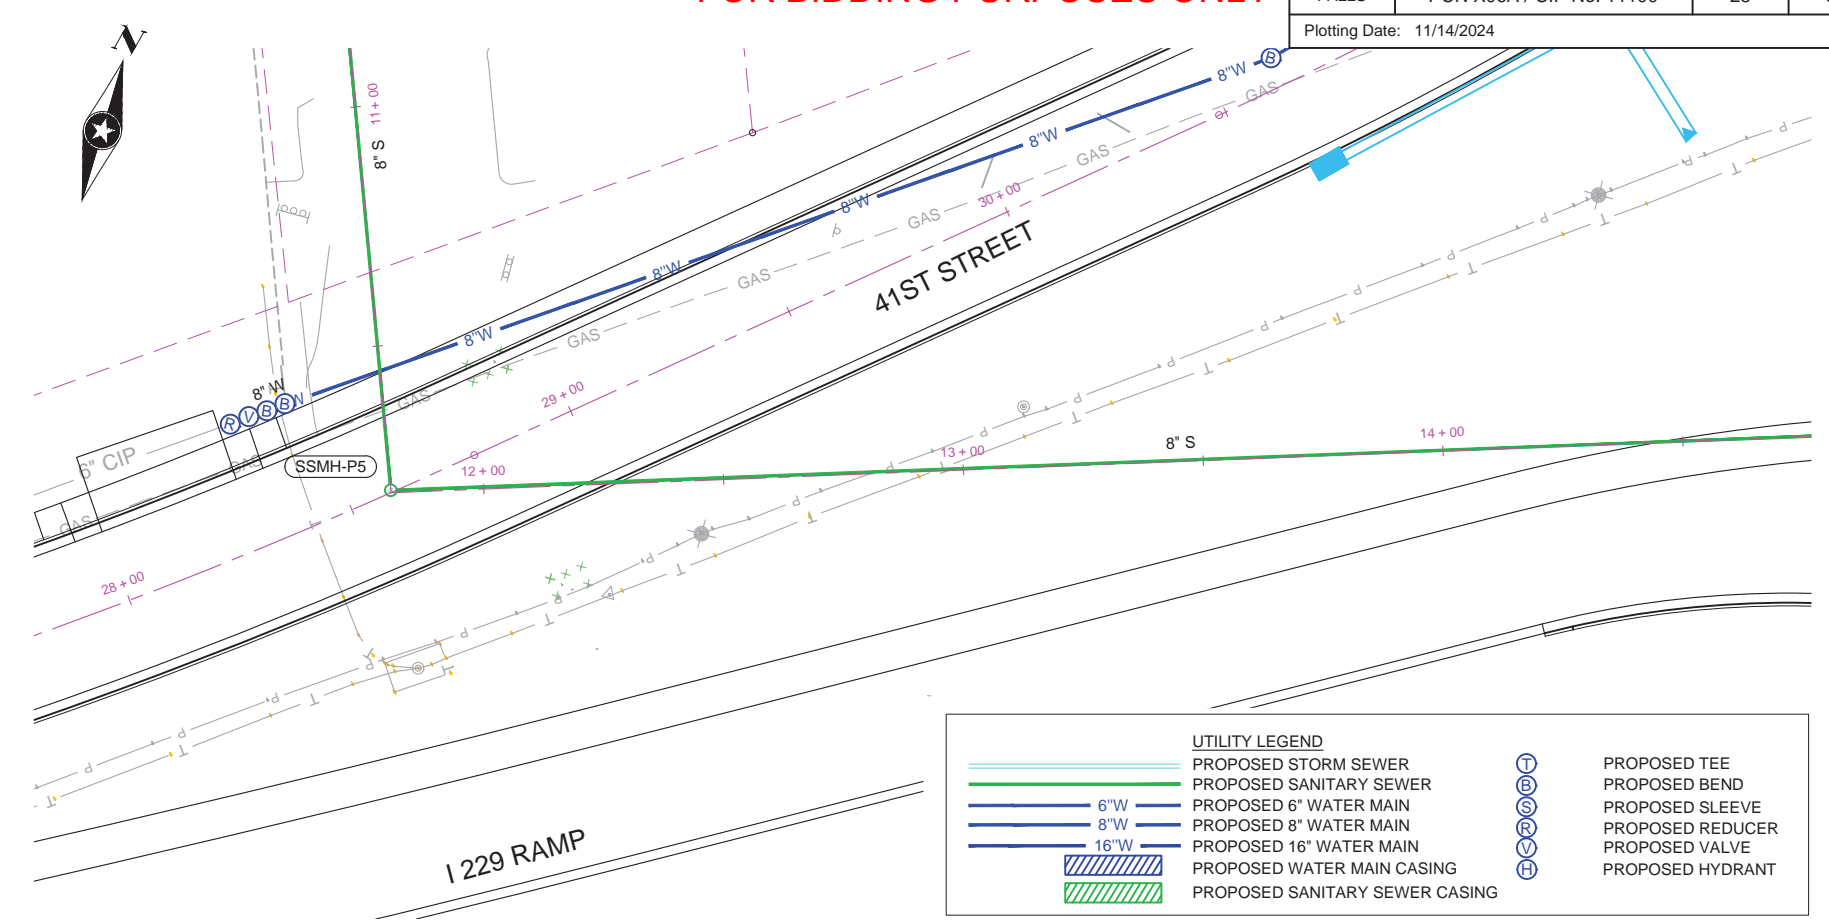 Plotting Date: 11/14/2024
N
11 + 00
8" S
8"W
B
GAS
8"W
GAS
30 + 00
8"W
GAS
41ST STREET
8"W
GAS
8"W
GAS
29 + 00
8" W
R V B B
GAS
6" CIP
GAS
SSMH-P5
12 + 00
13 + 00
8" S
14 + 00
GAS
28 + 00
P
T
I 229 RAMP
UTILITY LEGEND
PROPOSED STORM SEWER
PROPOSED SANITARY SEWER
6"W PROPOSED 6" WATER MAIN
8"W PROPOSED 8" WATER MAIN
16"W PROPOSED 16" WATER MAIN
PROPOSED WATER MAIN CASING
PROPOSED SANITARY SEWER CASING
T PROPOSED TEE
B PROPOSED BEND
S PROPOSED SLEEVE
R PROPOSED REDUCER
V PROPOSED VALVE
H PROPOSED HYDRANT